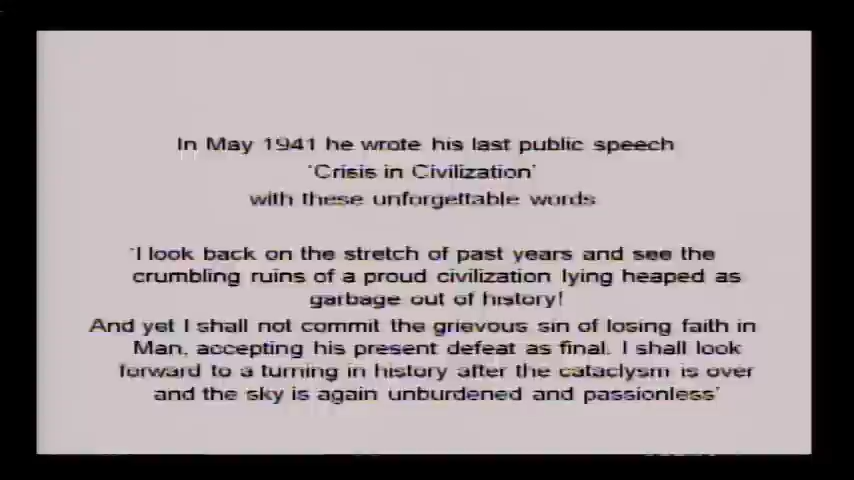 In May 1941 he wrote his last public speech
'Crisis in Civilization'
with these unforgettable words
'I look back on the stretch of past years and see the
crumbling ruins of a proud civilization lying heaped as
garbage out of history!
And yet I shall not commit the grievous sin of losing faith in
Man, accepting his present defeat as final. I shall look
forward to a turning in history after the cataclysm is over
and the sky is again unburdened and passionless'